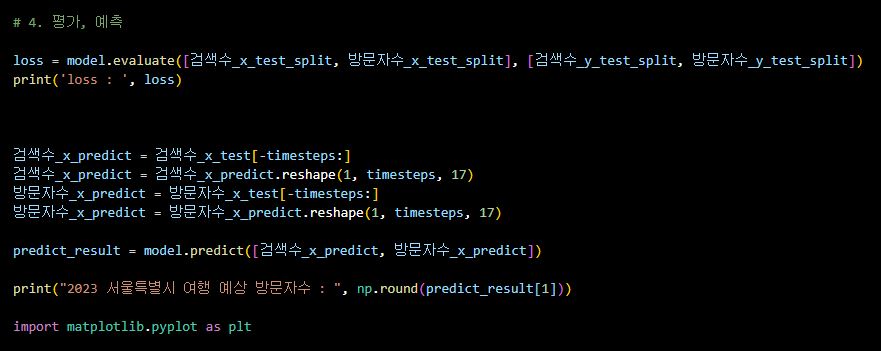 # 4. 평가, 예측
loss = model.evaluate([검색수_x_test_split, 방문자수_x_test_split], [검색수_y_test_split, 방문자수_y_test_split])
print('loss : ', loss)
검색수_x_predict = 검색수_x_test[-timesteps:]
검색수_x_predict = 검색수_x_predict.reshape(1, timesteps, 17)
방문자수_x_predict = 방문자수_x_test[-timesteps:]
방문자수_x_predict = 방문자수_x_predict.reshape(1, timesteps, 17)
predict_result = model.predict([검색수_x_predict, 방문자수_x_predict])
print("2023 서울특별시 여행 예상 방문자수 : ", np.round(predict_result[1]))
import matplotlib.pyplot as plt